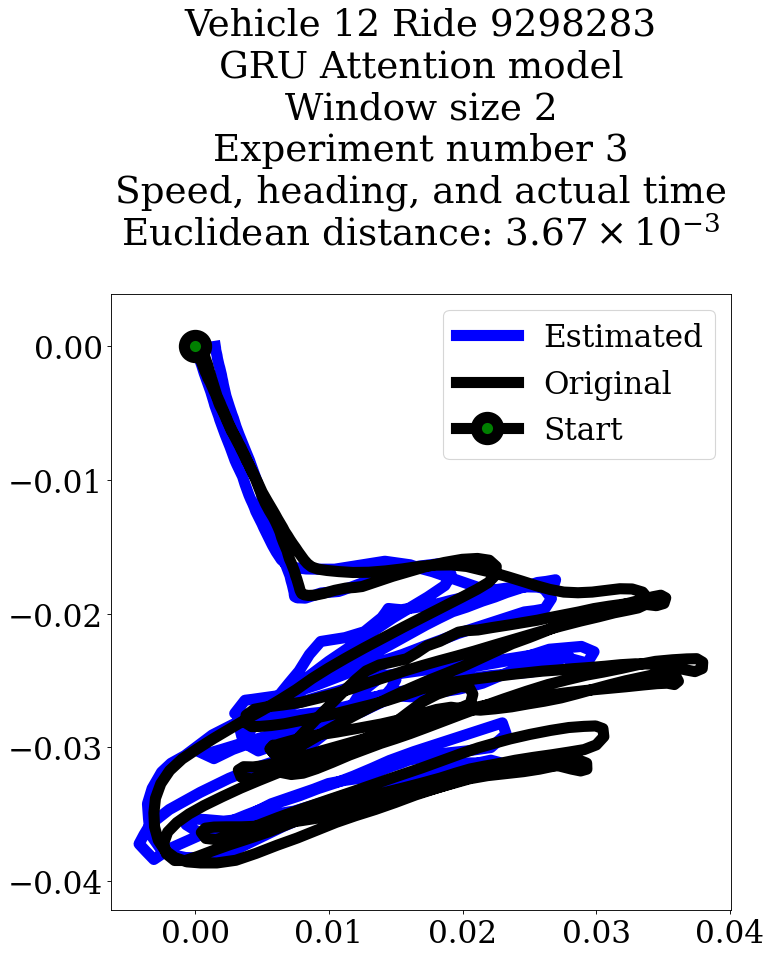 Vehicle 12 Ride 9298283
GRU Attention model
Window size 2
Experiment number 3
Speed, heading, and actual time
Euclidean distance: 3.67 × 10⁻³
Estimated
Original
Start
0.00
−0.01
−0.02
−0.03
−0.04
0.00 0.01 0.02 0.03 0.04